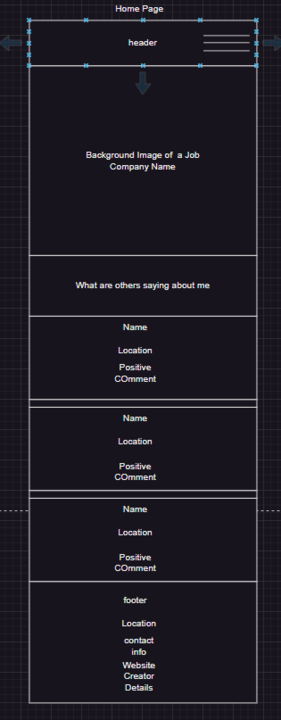 Home Page
header
Background Image of a Job
Company Name
What are others saying about me
Name
Location
Positive
COmment
Name
Location
Positive
COmment
Name
Location
Positive
COmment
footer
Location
contact
info
Website
Creator
Details